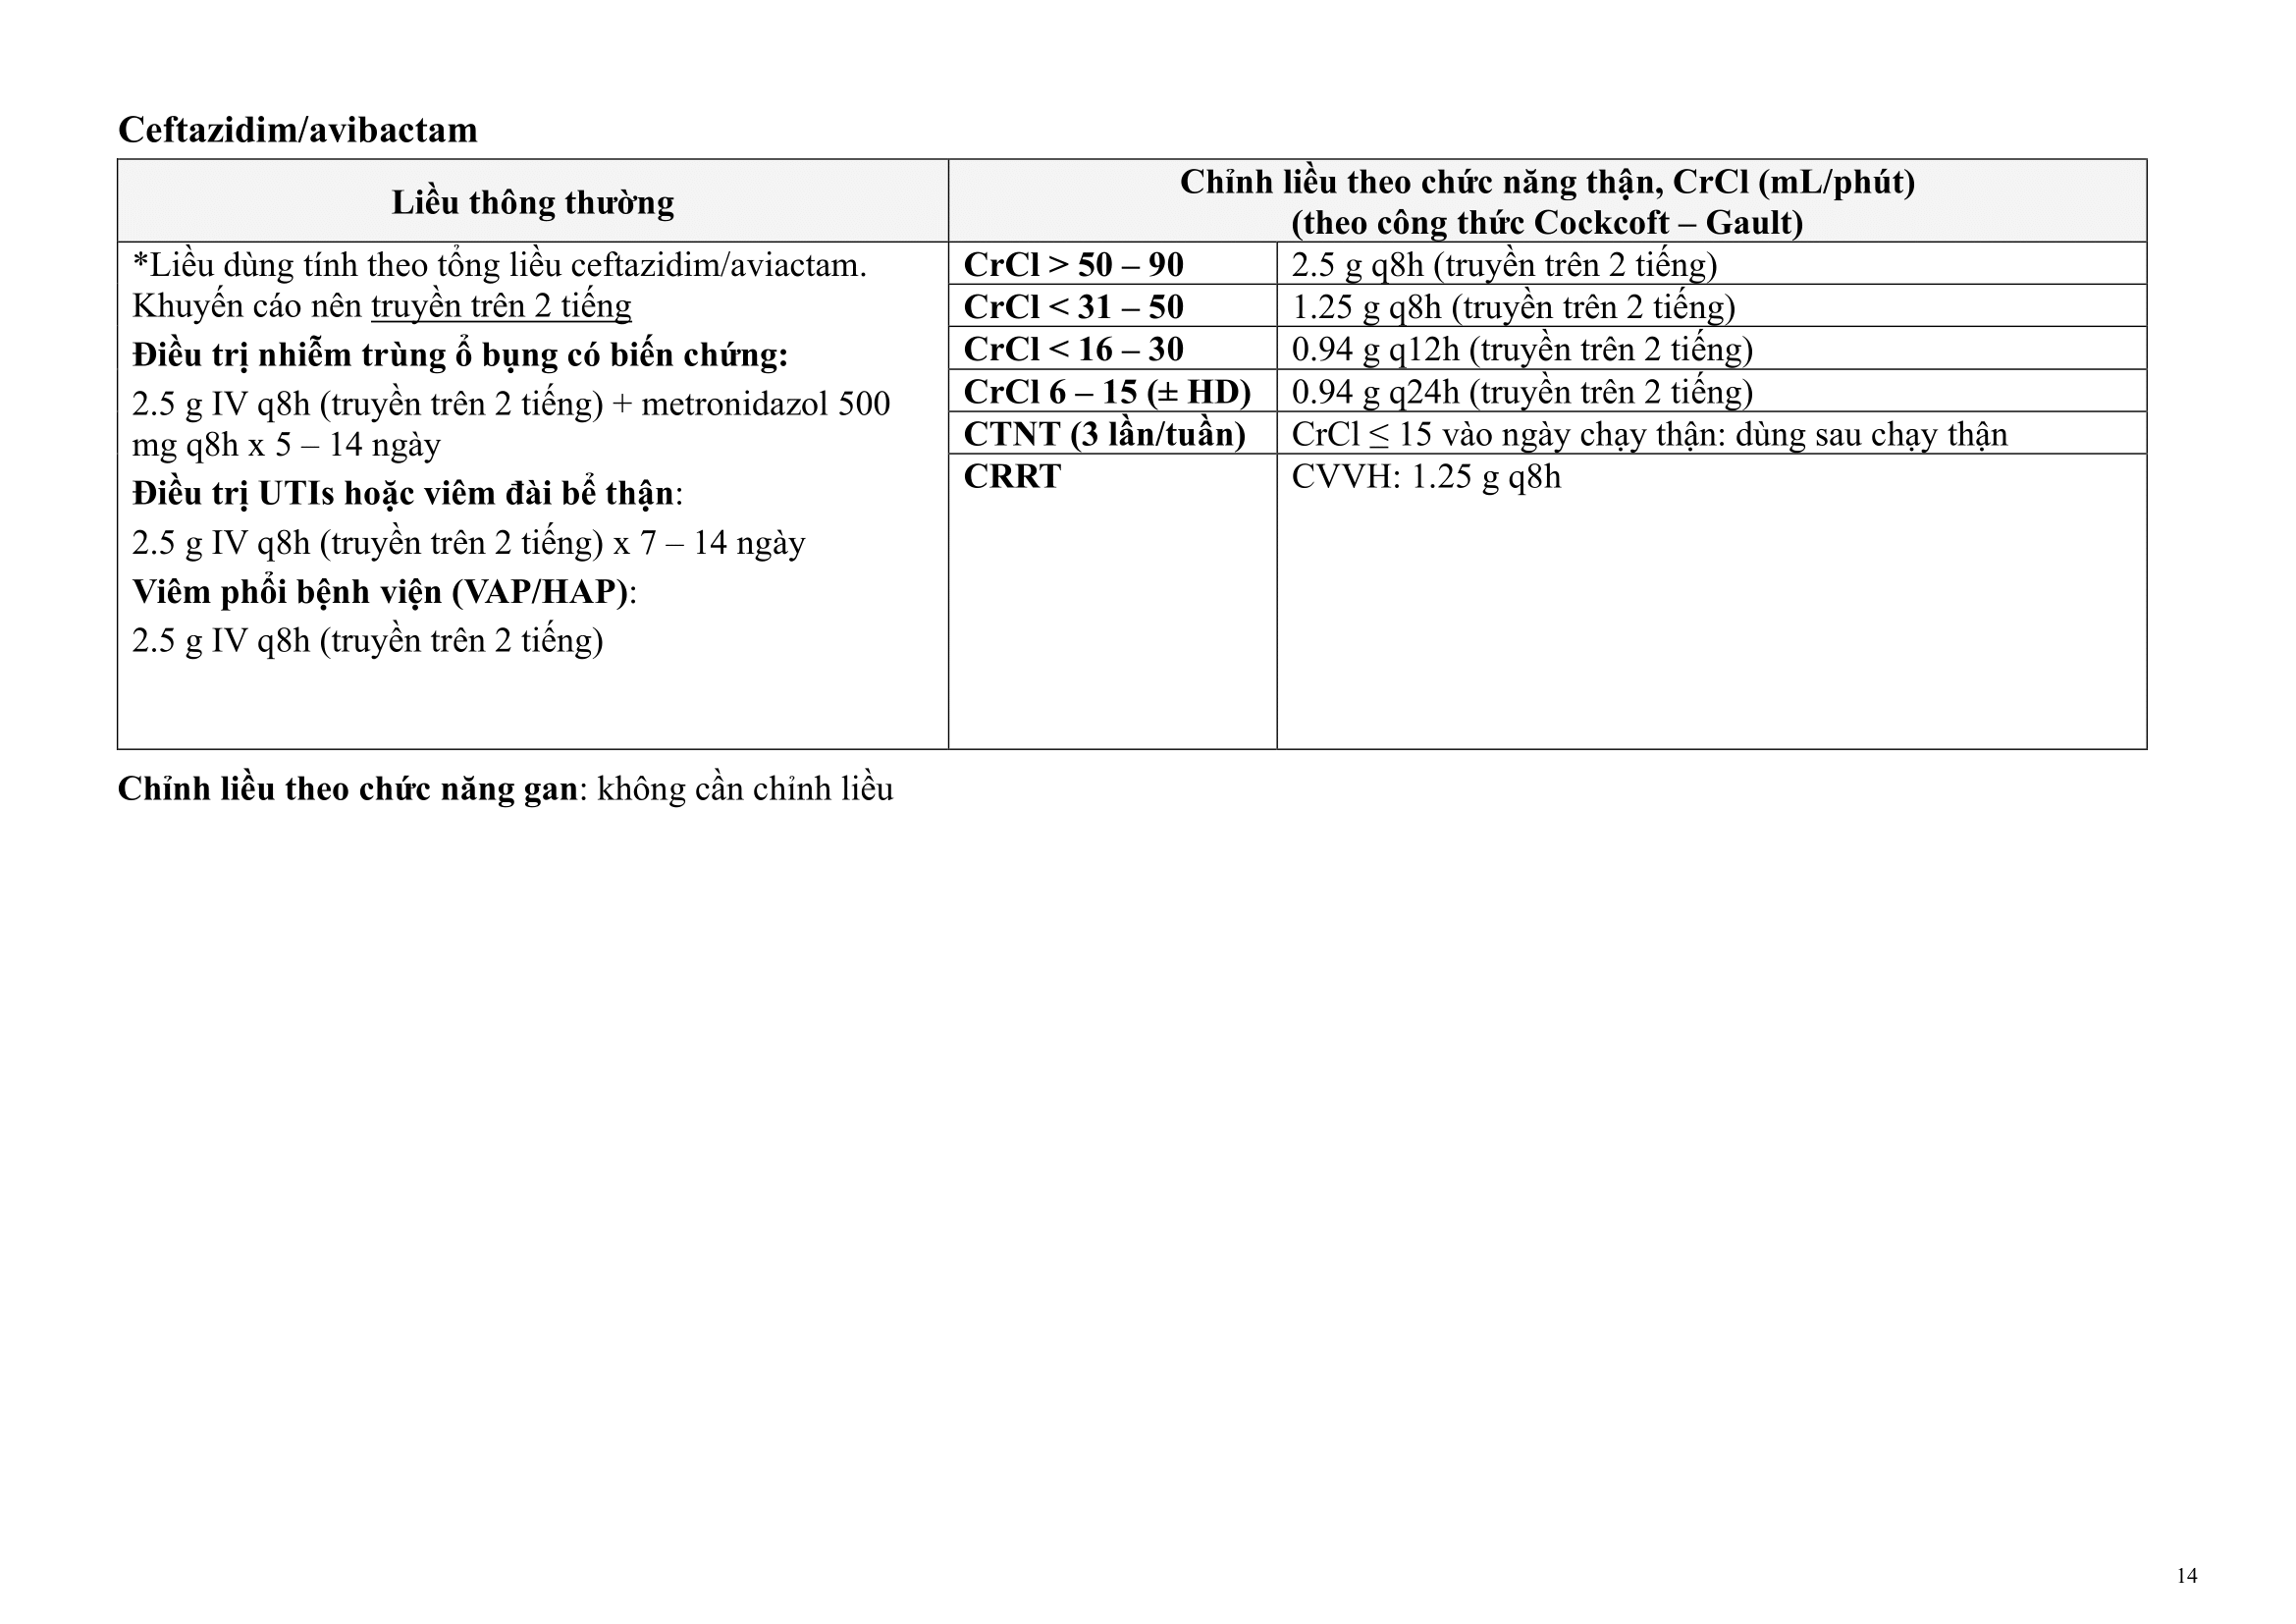 Ceftazidim/avibactam
Liều thông thường
Chỉnh liều theo chức năng thận, CrCl (mL/phút)
(theo công thức Cockcoft – Gault)
*Liều dùng tính theo tổng liều ceftazidim/aviactam.
Khuyến cáo nên truyền trên 2 tiếng
Điều trị nhiễm trùng ổ bụng có biến chứng:
2.5 g IV q8h (truyền trên 2 tiếng) + metronidazol 500
mg q8h x 5 – 14 ngày
Điều trị UTIs hoặc viêm đài bể thận:
2.5 g IV q8h (truyền trên 2 tiếng) x 7 – 14 ngày
Viêm phổi bệnh viện (VAP/HAP):
2.5 g IV q8h (truyền trên 2 tiếng)
CrCl > 50 – 90 2.5 g q8h (truyền trên 2 tiếng)
CrCl < 31 – 50 1.25 g q8h (truyền trên 2 tiếng)
CrCl < 16 – 30 0.94 g q12h (truyền trên 2 tiếng)
CrCl 6 – 15 (± HD) 0.94 g q24h (truyền trên 2 tiếng)
CTNT (3 lần/tuần) CrCl ≤ 15 vào ngày chạy thận: dùng sau chạy thận
CRRT CVVH: 1.25 g q8h
Chỉnh liều theo chức năng gan: không cần chỉnh liều
14